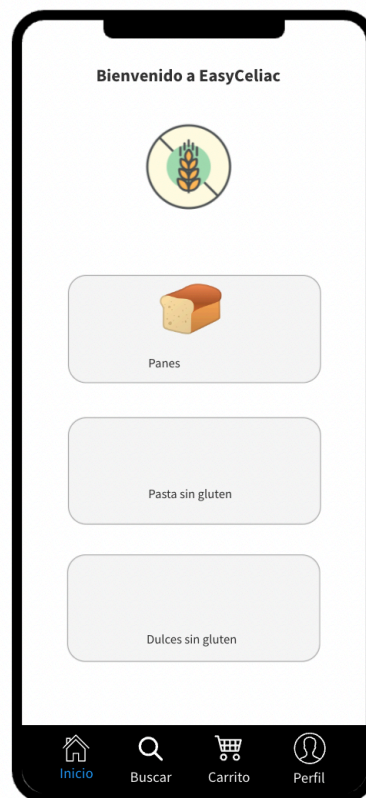 Bienvenido a EasyCeliac
Panes
Pasta sin gluten
Dulces sin gluten
Inicio
Buscar
Carrito
Perfil